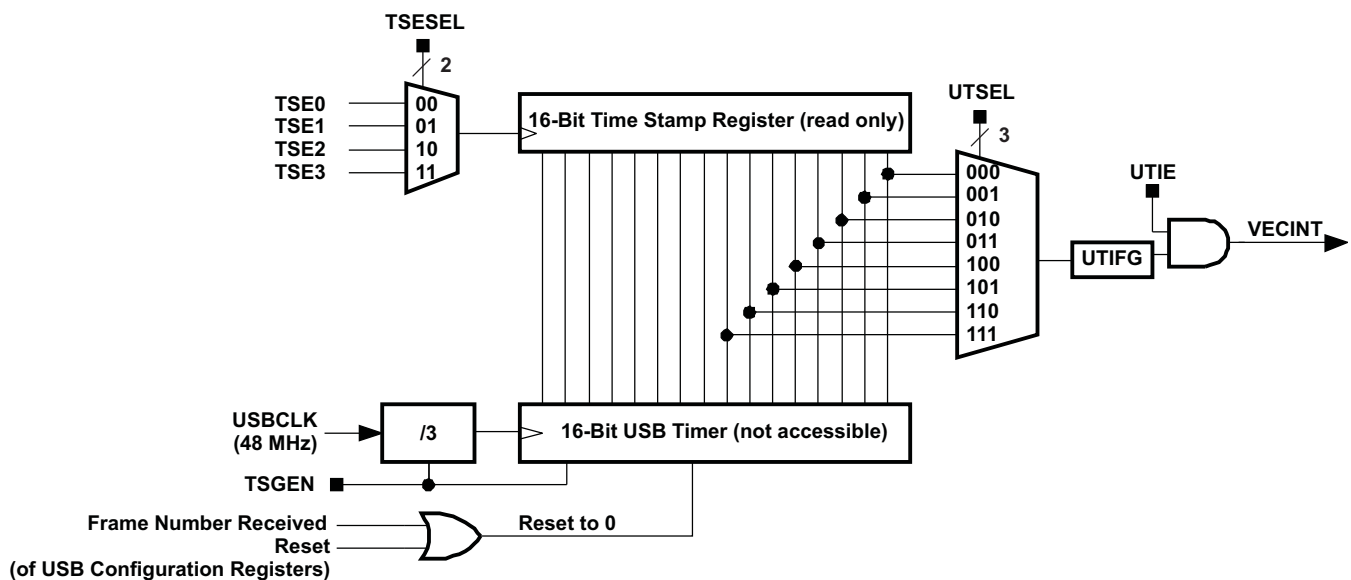 TSESEL
2
TSE0
TSE1
TSE2
TSE3
00
01
10
11
16-Bit Time Stamp Register (read only)
UTSEL
3
000
001
010
011
100
101
110
111
UTIE
UTIFG
VECINT
USBCLK
(48 MHz)
/3
16-Bit USB Timer (not accessible)
TSGEN
Frame Number Received
Reset
(of USB Configuration Registers)
Reset to 0